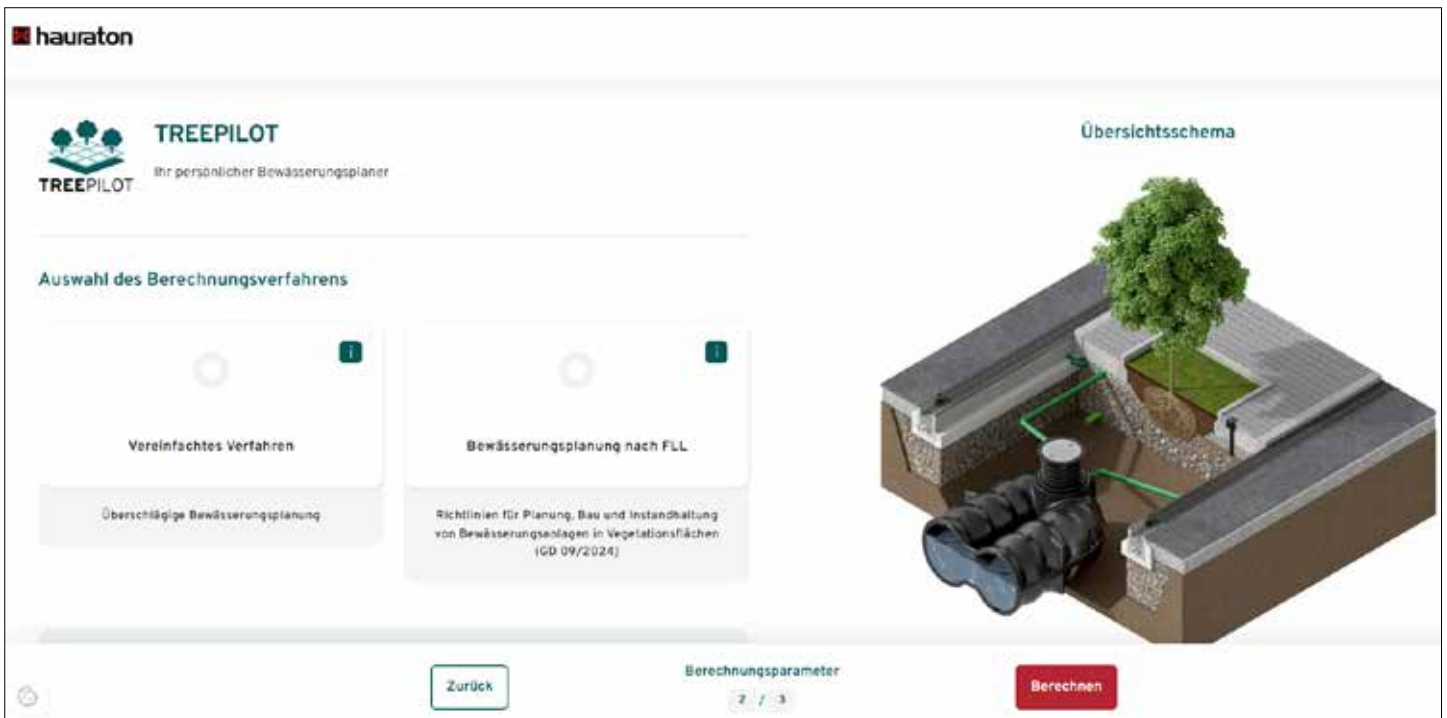 hauraton
TREEPILOT
Ihr persönlicher Bewässerungsplaner
TREEPILOT
Übersichtsschema
Auswahl des Berechnungsverfahrens
i
i
Vereinfachtes Verfahren
Bewässerungsplanung nach FLL
Überschlägige Bewässerungsplanung
Richtlinien für Planung, Bau und Instandhaltung
von Bewässerungsanlagen in Vegetationsflächen
(GD 09/2024)
Zurück
Berechnungsparameter
2 / 3
Berechnen